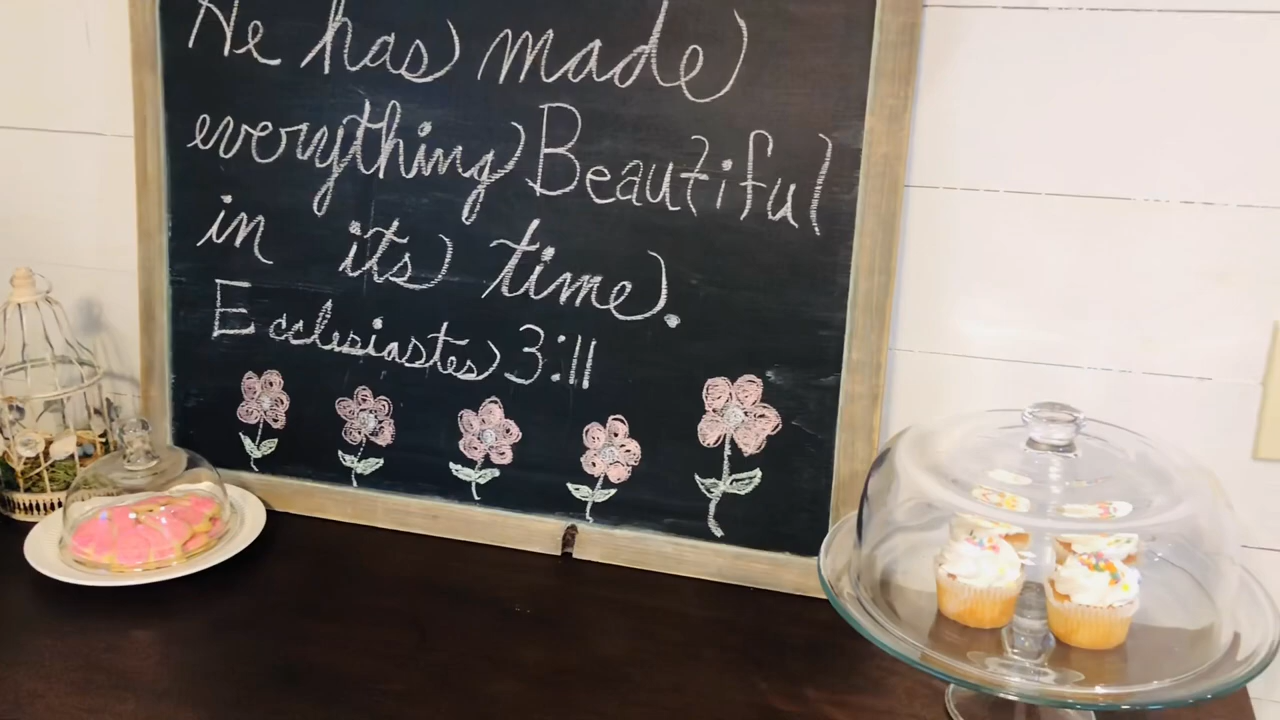 He has made
everything Beautiful
in its time.
Ecclesiastes 3:11